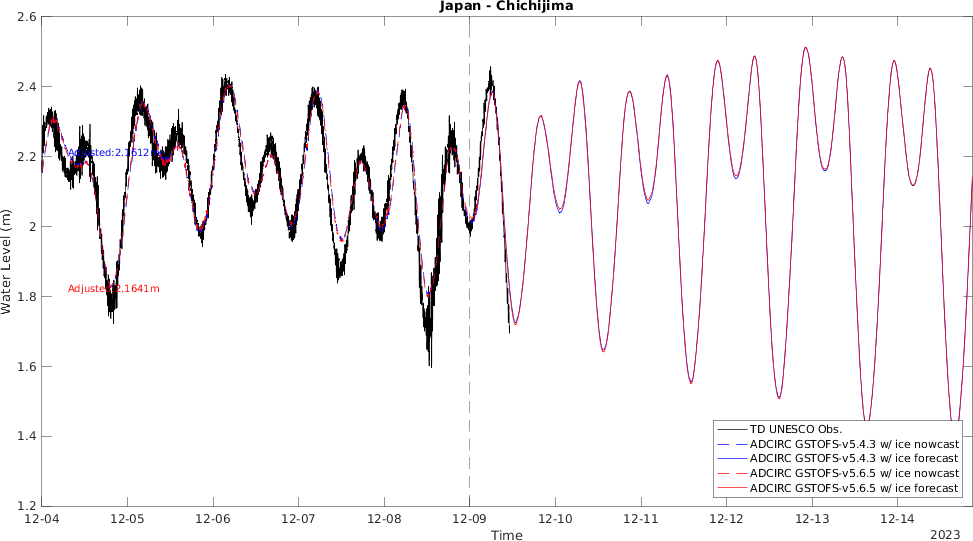 Japan - Chichijima
2.6
2.4
2.2
2
1.8
1.6
1.4
1.2
Water Level (m)
Adjusted:2.1612
Adjusted:2.1641m
12-04
12-05
12-06
12-07
12-08
12-09
12-10
12-11
12-12
12-13
12-14
Time
2023
TD UNESCO Obs.
ADCIRC GSTOFS-v5.4.3 w/ ice nowcast
ADCIRC GSTOFS-v5.4.3 w/ ice forecast
ADCIRC GSTOFS-v5.6.5 w/ ice nowcast
ADCIRC GSTOFS-v5.6.5 w/ ice forecast